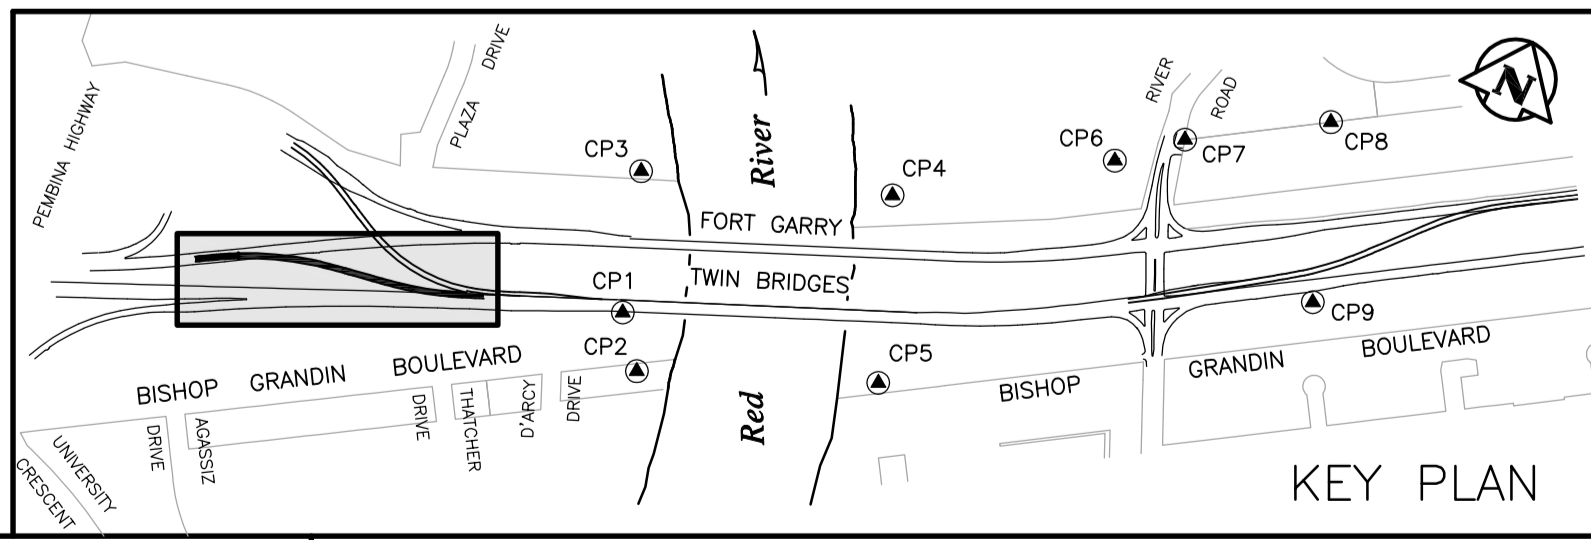 PEMBINA HIGHWAY
PLAZA DRIVE
CP3
River
CP4
CP6
RIVER ROAD
CP7
CP8
N
FORT GARRY
TWIN BRIDGES
CP1
CP2
CP5
CP9
BISHOP GRANDIN BOULEVARD
BISHOP GRANDIN BOULEVARD
Red
UNIVERSITY
CRESCENT
AGASSIZ
DRIVE
THATCHER
DRIVE
D'ARCY
DRIVE
KEY PLAN